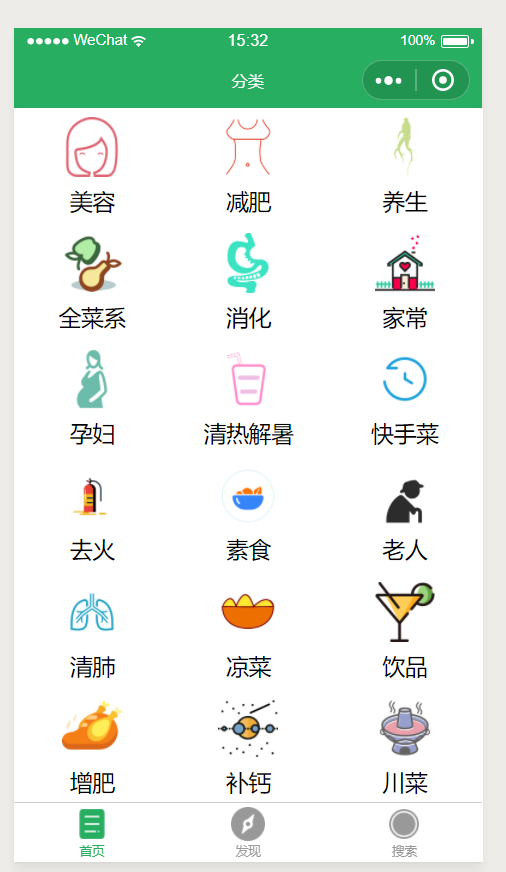 WeChat 15:32 100%
分类
美容 减肥 养生
全菜系 消化 家常
孕妇 清热解暑 快手菜
去火 素食 老人
清肺 凉菜 饮品
增肥 补钙 川菜
首页 发现 搜索